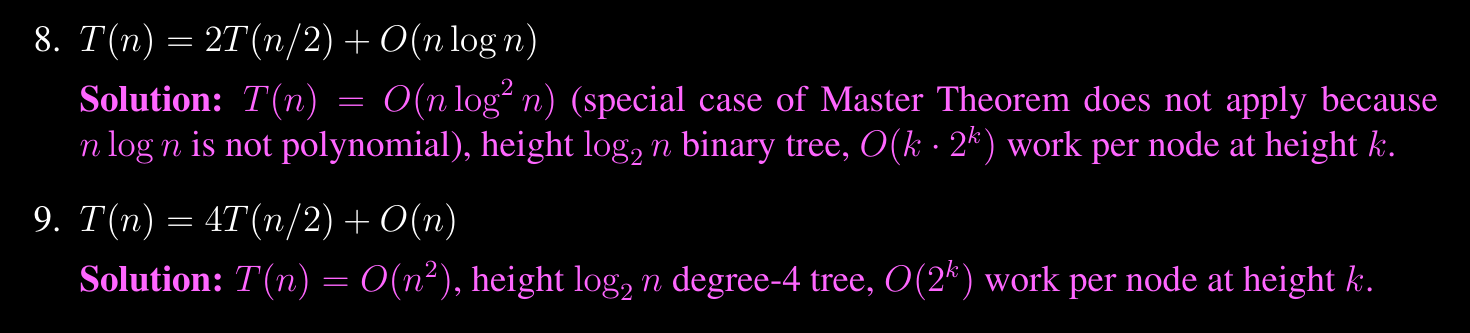 8. T(n) = 2T(n/2) + O(n log n)
Solution: T(n) = O(n log² n) (special case of Master Theorem does not apply because
n log n is not polynomial), height log₂ n binary tree, O(k · 2ᵏ) work per node at height k.
9. T(n) = 4T(n/2) + O(n)
Solution: T(n) = O(n²), height log₂ n degree-4 tree, O(2ᵏ) work per node at height k.